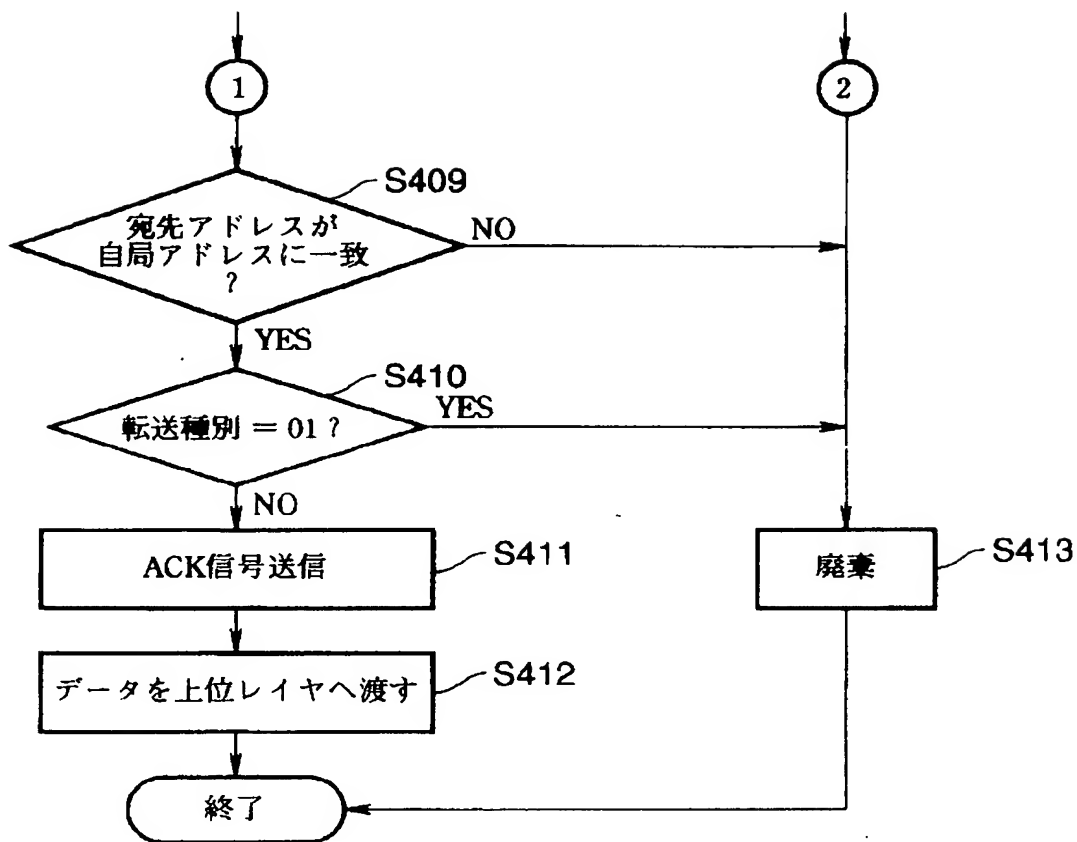 1
2
S409
宛先アドレスが
自局アドレスに一致
?
NO
YES
S410
転送種別 = 01 ?
YES
NO
ACK信号送信
S411
廃棄
S413
データを上位レイヤへ渡す
S412
終了